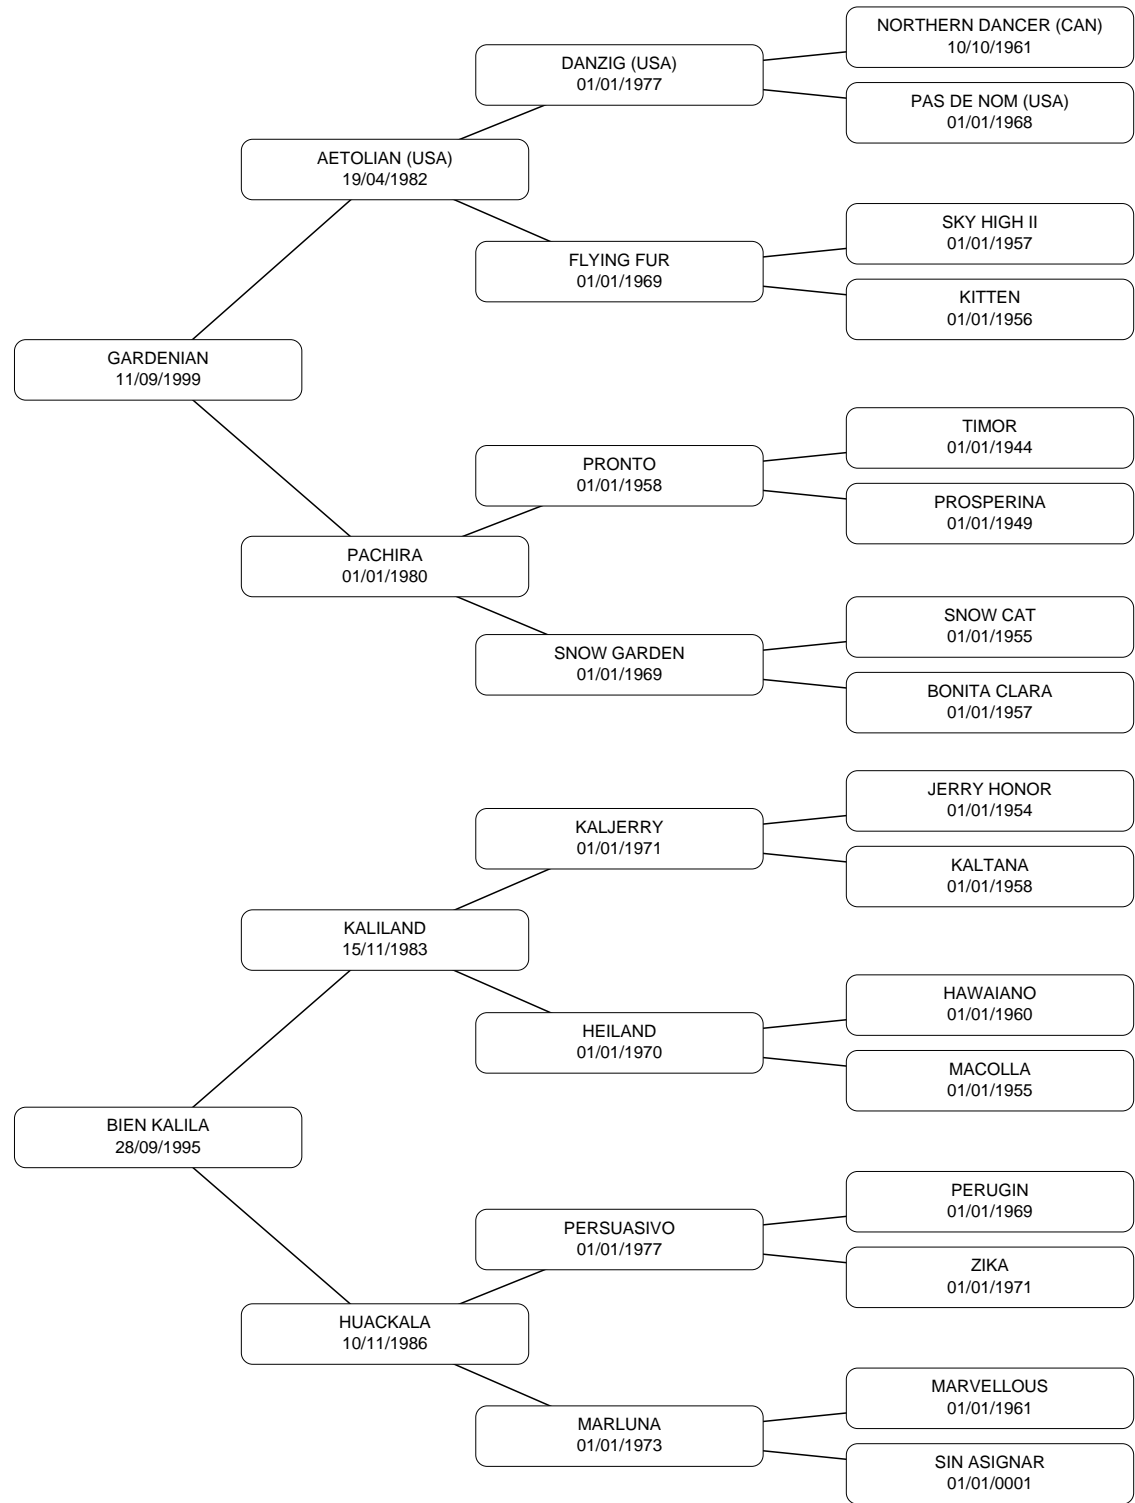 NORTHERN DANCER (CAN)
10/10/1961
DANZIG (USA)
01/01/1977
PAS DE NOM (USA)
01/01/1968
AETOLIAN (USA)
19/04/1982
SKY HIGH II
01/01/1957
FLYING FUR
01/01/1969
KITTEN
01/01/1956
GARDENIAN
11/09/1999
TIMOR
01/01/1944
PRONTO
01/01/1958
PROSPERINA
01/01/1949
PACHIRA
01/01/1980
SNOW CAT
01/01/1955
SNOW GARDEN
01/01/1969
BONITA CLARA
01/01/1957
JERRY HONOR
01/01/1954
KALJERRY
01/01/1971
KALTANA
01/01/1958
KALILAND
15/11/1983
HAWAIANO
01/01/1960
HEILAND
01/01/1970
MACOLLA
01/01/1955
BIEN KALILA
28/09/1995
PERUGIN
01/01/1969
PERSUASIVO
01/01/1977
ZIKA
01/01/1971
HUACKALA
10/11/1986
MARVELLOUS
01/01/1961
MARLUNA
01/01/1973
SIN ASIGNAR
01/01/0001